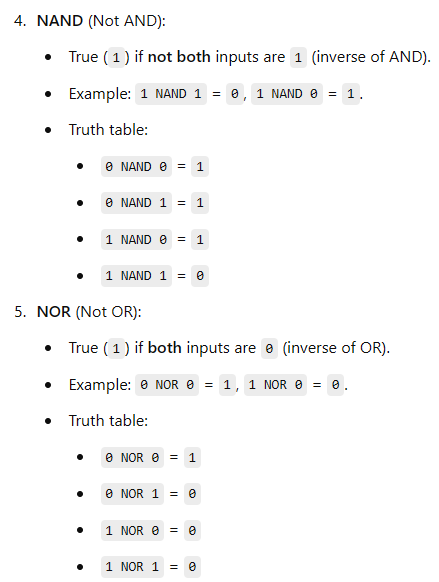 4. NAND (Not AND):
• True ( 1 ) if not both inputs are 1 (inverse of AND).
• Example: 1 NAND 1 = 0 , 1 NAND 0 = 1 .
• Truth table:
• 0 NAND 0 = 1
• 0 NAND 1 = 1
• 1 NAND 0 = 1
• 1 NAND 1 = 0
5. NOR (Not OR):
• True ( 1 ) if both inputs are 0 (inverse of OR).
• Example: 0 NOR 0 = 1 , 1 NOR 0 = 0 .
• Truth table:
• 0 NOR 0 = 1
• 0 NOR 1 = 0
• 1 NOR 0 = 0
• 1 NOR 1 = 0